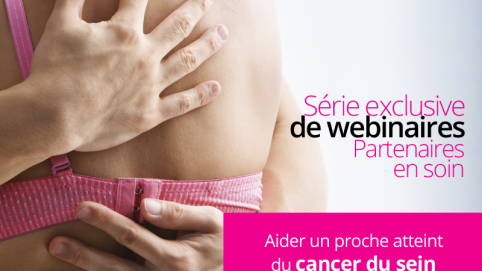 Série exclusive
de webinaires
Partenaires
en soin
Aider un proche atteint
du cancer du sein